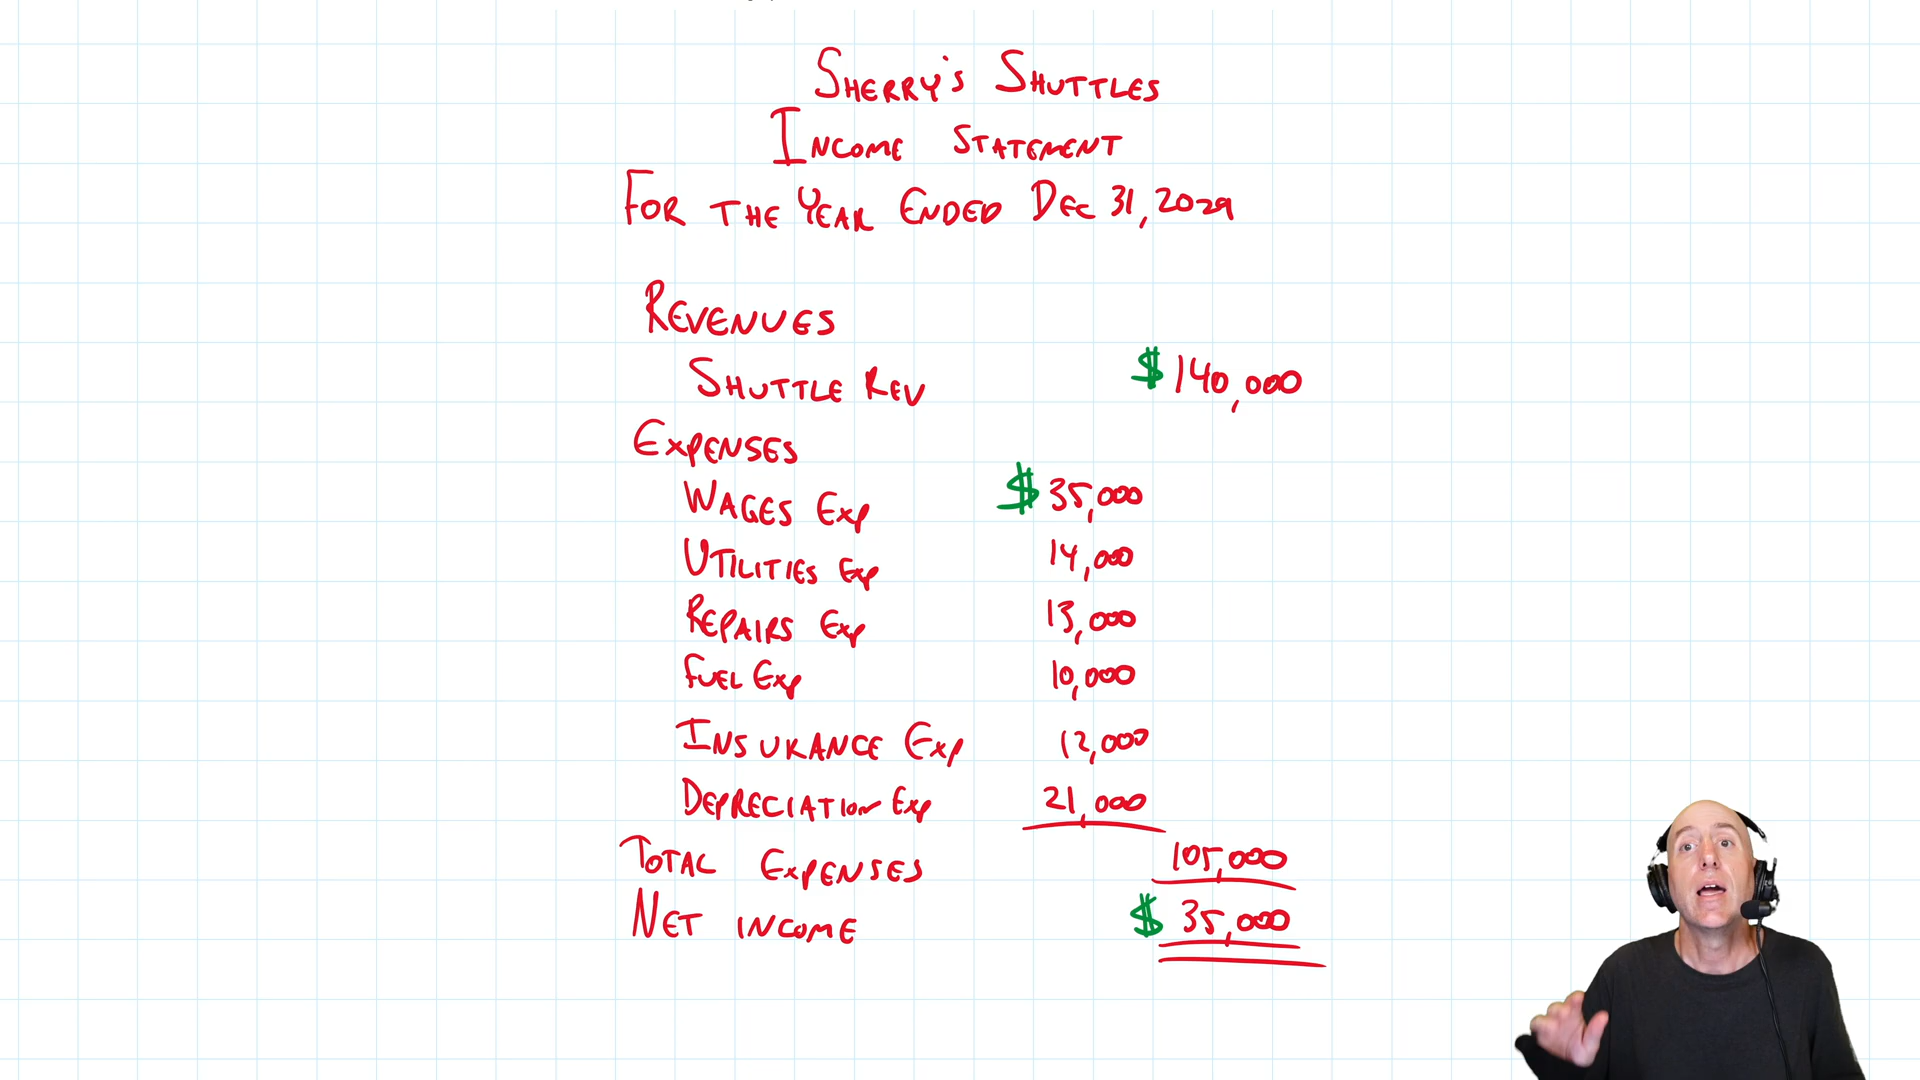 SHERRY'S SHUTTLES
INCOME STATEMENT
FOR THE YEAR ENDED DEC 31, 2029
REVENUES
SHUTTLE REV $140,000
EXPENSES
WAGES EXP $35,000
UTILITIES EXP 14,000
REPAIRS EXP 13,000
FUEL EXP 10,000
INSURANCE EXP 12,000
DEPRECIATION EXP 21,000
TOTAL EXPENSES 105,000
NET INCOME $35,000